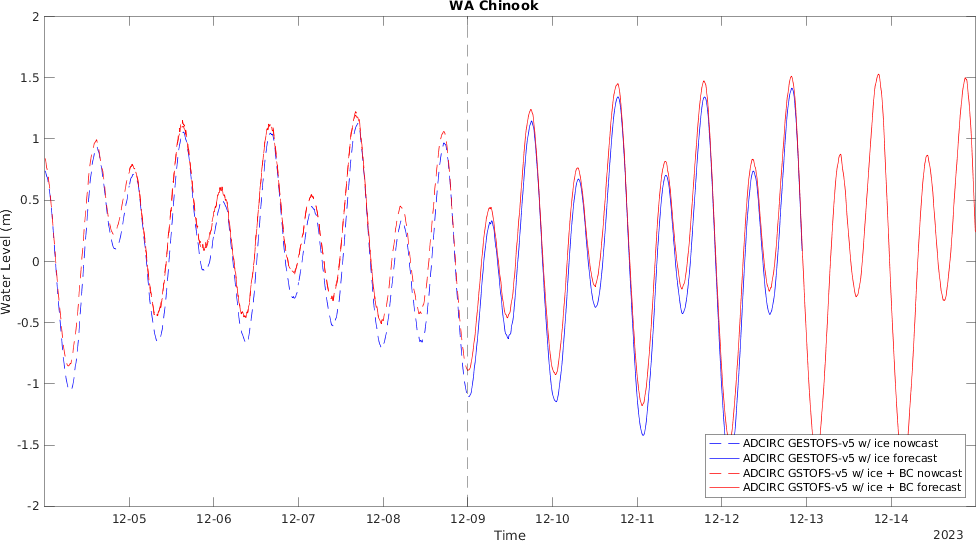 WA Chinook
2
1.5
1
0.5
0
-0.5
-1
-1.5
-2
Water Level (m)
12-05 12-06 12-07 12-08 12-09 12-10 12-11 12-12 12-13 12-14
Time
2023
ADCIRC GESTOFS-v5 w/ ice nowcast
ADCIRC GESTOFS-v5 w/ ice forecast
ADCIRC GSTOFS-v5 w/ ice + BC nowcast
ADCIRC GSTOFS-v5 w/ ice + BC forecast